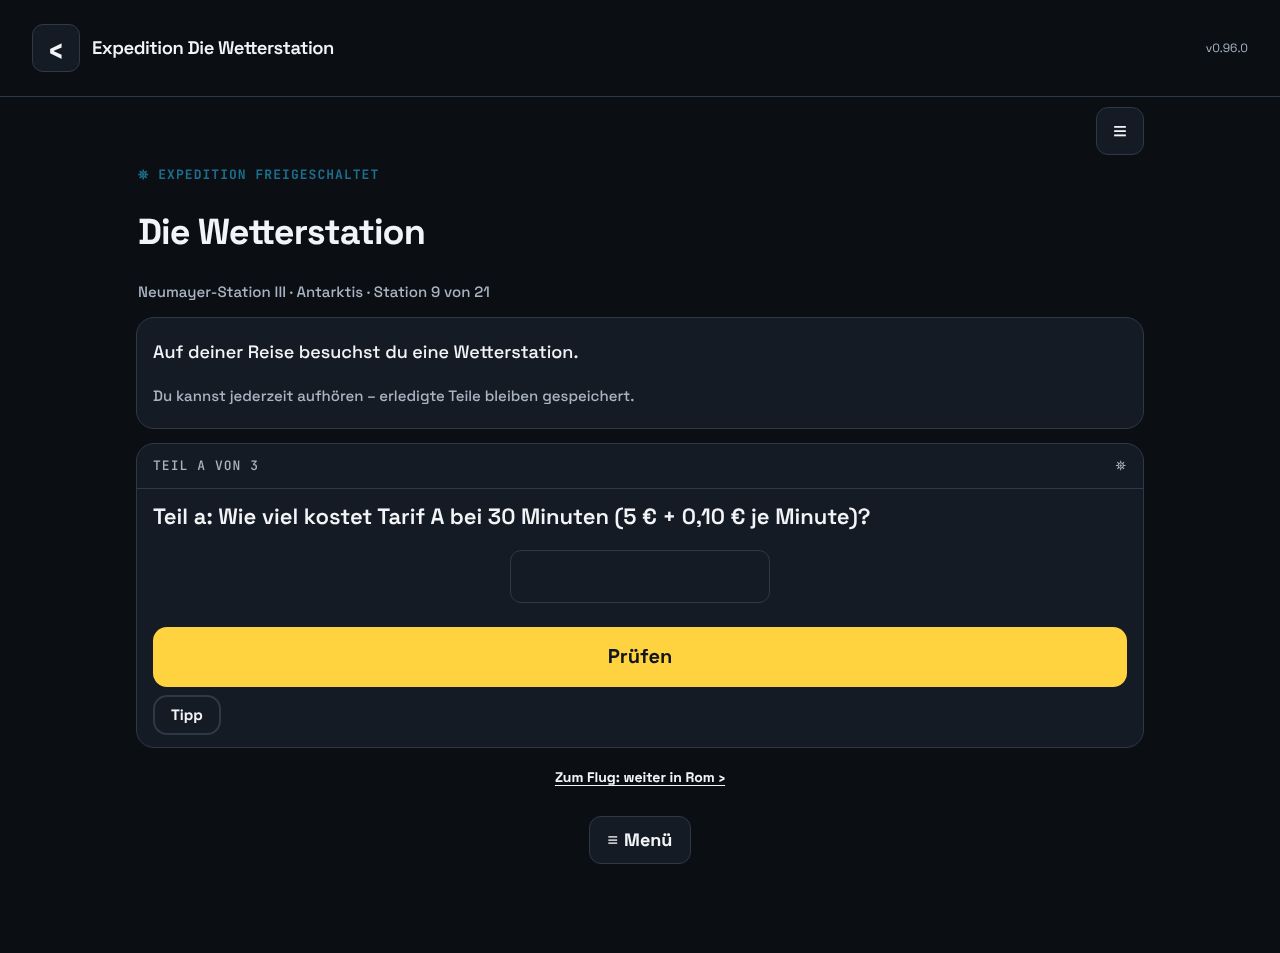 < Expedition Die Wetterstation
v0.96.0
≡
❋ EXPEDITION FREIGESCHALTET
Die Wetterstation
Neumayer-Station III · Antarktis · Station 9 von 21
Auf deiner Reise besuchst du eine Wetterstation.
Du kannst jederzeit aufhören – erledigte Teile bleiben gespeichert.
TEIL A VON 3 ❋
Teil a: Wie viel kostet Tarif A bei 30 Minuten (5 € + 0,10 € je Minute)?
Prüfen
Tipp
Zum Flug: weiter in Rom >
≡ Menü